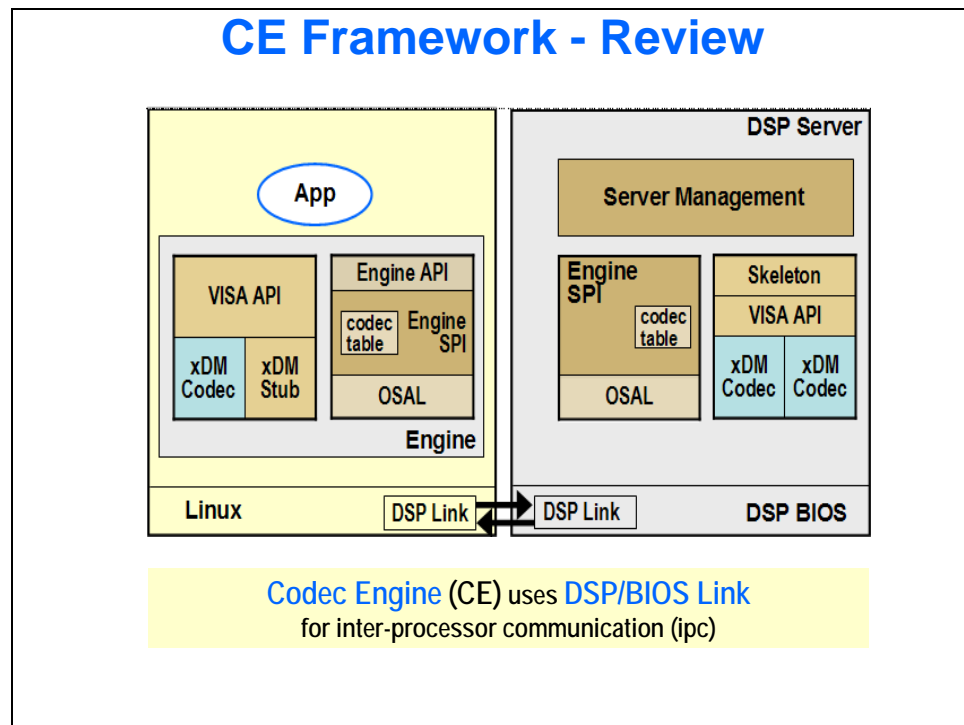 CE Framework - Review
App
VISA API
xDM
Codec
xDM
Stub
Engine API
codec
table
Engine
SPI
OSAL
Engine
Linux
DSP Link
DSP Server
Server Management
Engine
SPI
codec
table
OSAL
Skeleton
VISA API
xDM
Codec
xDM
Codec
DSP Link
DSP BIOS
Codec Engine (CE) uses DSP/BIOS Link
for inter-processor communication (ipc)